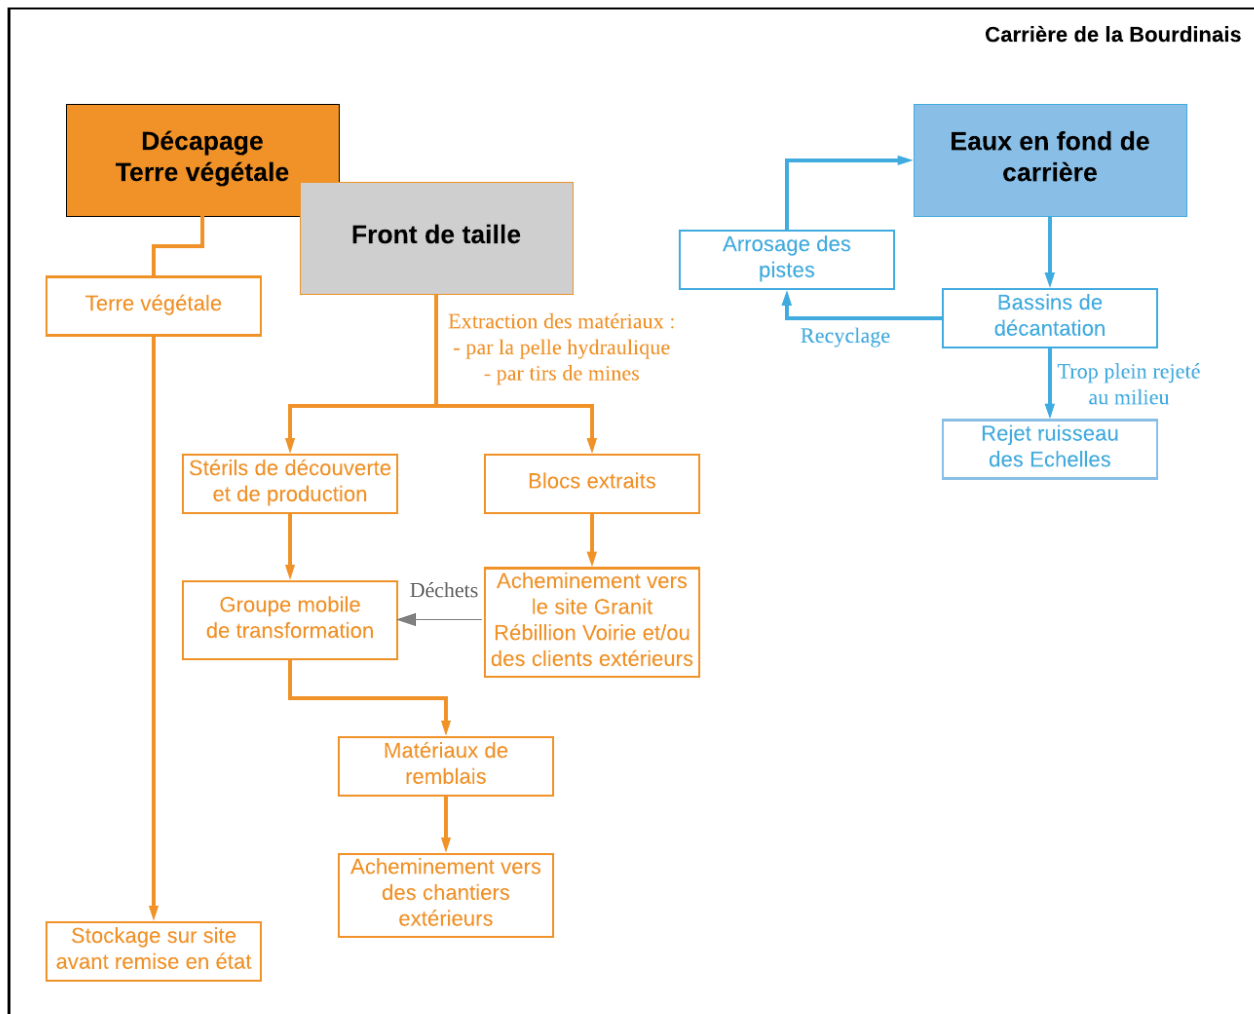 Carrière de la Bourdinais
Décapage
Terre végétale
Front de taille
Terre végétale
Extraction des matériaux :
- par la pelle hydraulique
- par tirs de mines
Stérils de découverte
et de production
Blocs extraits
Groupe mobile
de transformation
Déchets
Acheminement vers
le site Granit
Rébillion Voirie et/ou
des clients extérieurs
Matériaux de
remblais
Acheminement vers
des chantiers
extérieurs
Stockage sur site
avant remise en état
Eaux en fond de
carrière
Arrosage des
pistes
Bassins de
décantation
Recyclage
Trop plein rejeté
au milieu
Rejet ruisseau
des Echelles